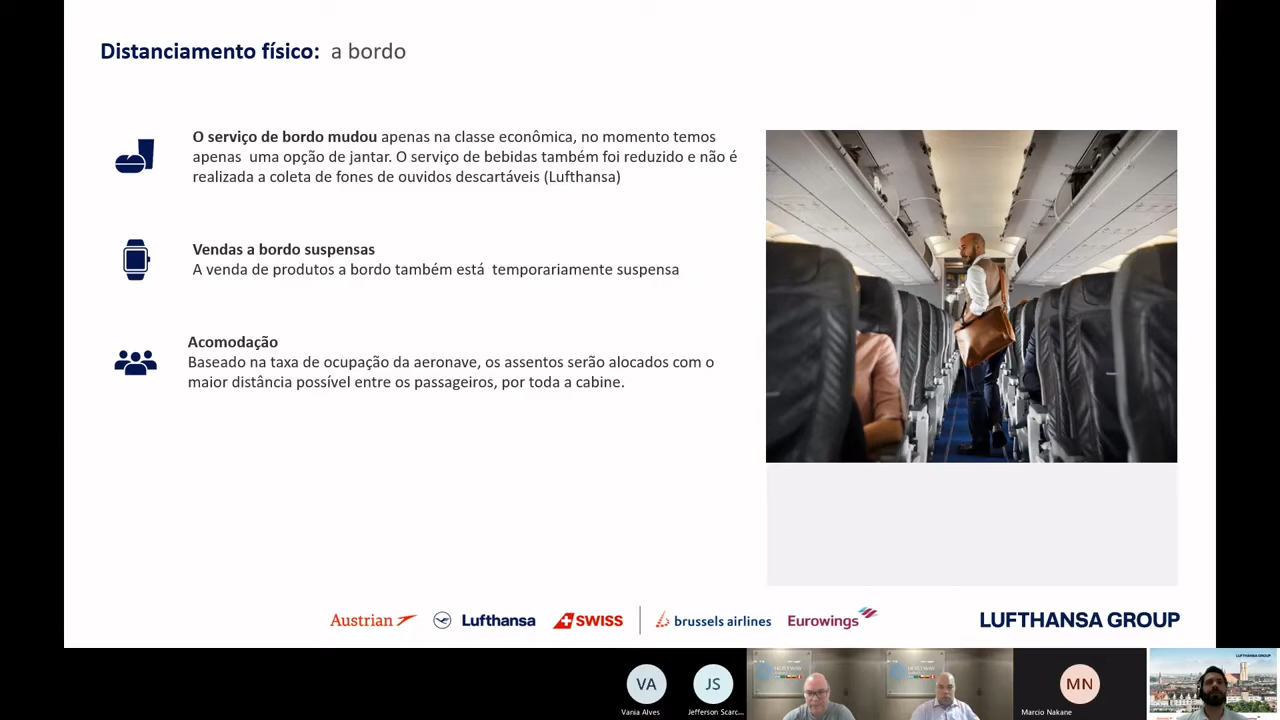 Distanciamento físico: a bordo
O serviço de bordo mudou apenas na classe econômica, no momento temos
apenas uma opção de jantar. O serviço de bebidas também foi reduzido e não é
realizada a coleta de fones de ouvidos descartáveis (Lufthansa)
Vendas a bordo suspensas
A venda de produtos a bordo também está temporariamente suspensa
Acomodação
Baseado na taxa de ocupação da aeronave, os assentos serão alocados com o
maior distância possível entre os passageiros, por toda a cabine.
Austrian Lufthansa SWISS brussels airlines Eurowings LUFTHANSA GROUP
VA JS MN
Vania Alves Jefferson Scarc... Marcio Nakane
LUFTHANSA GROUP